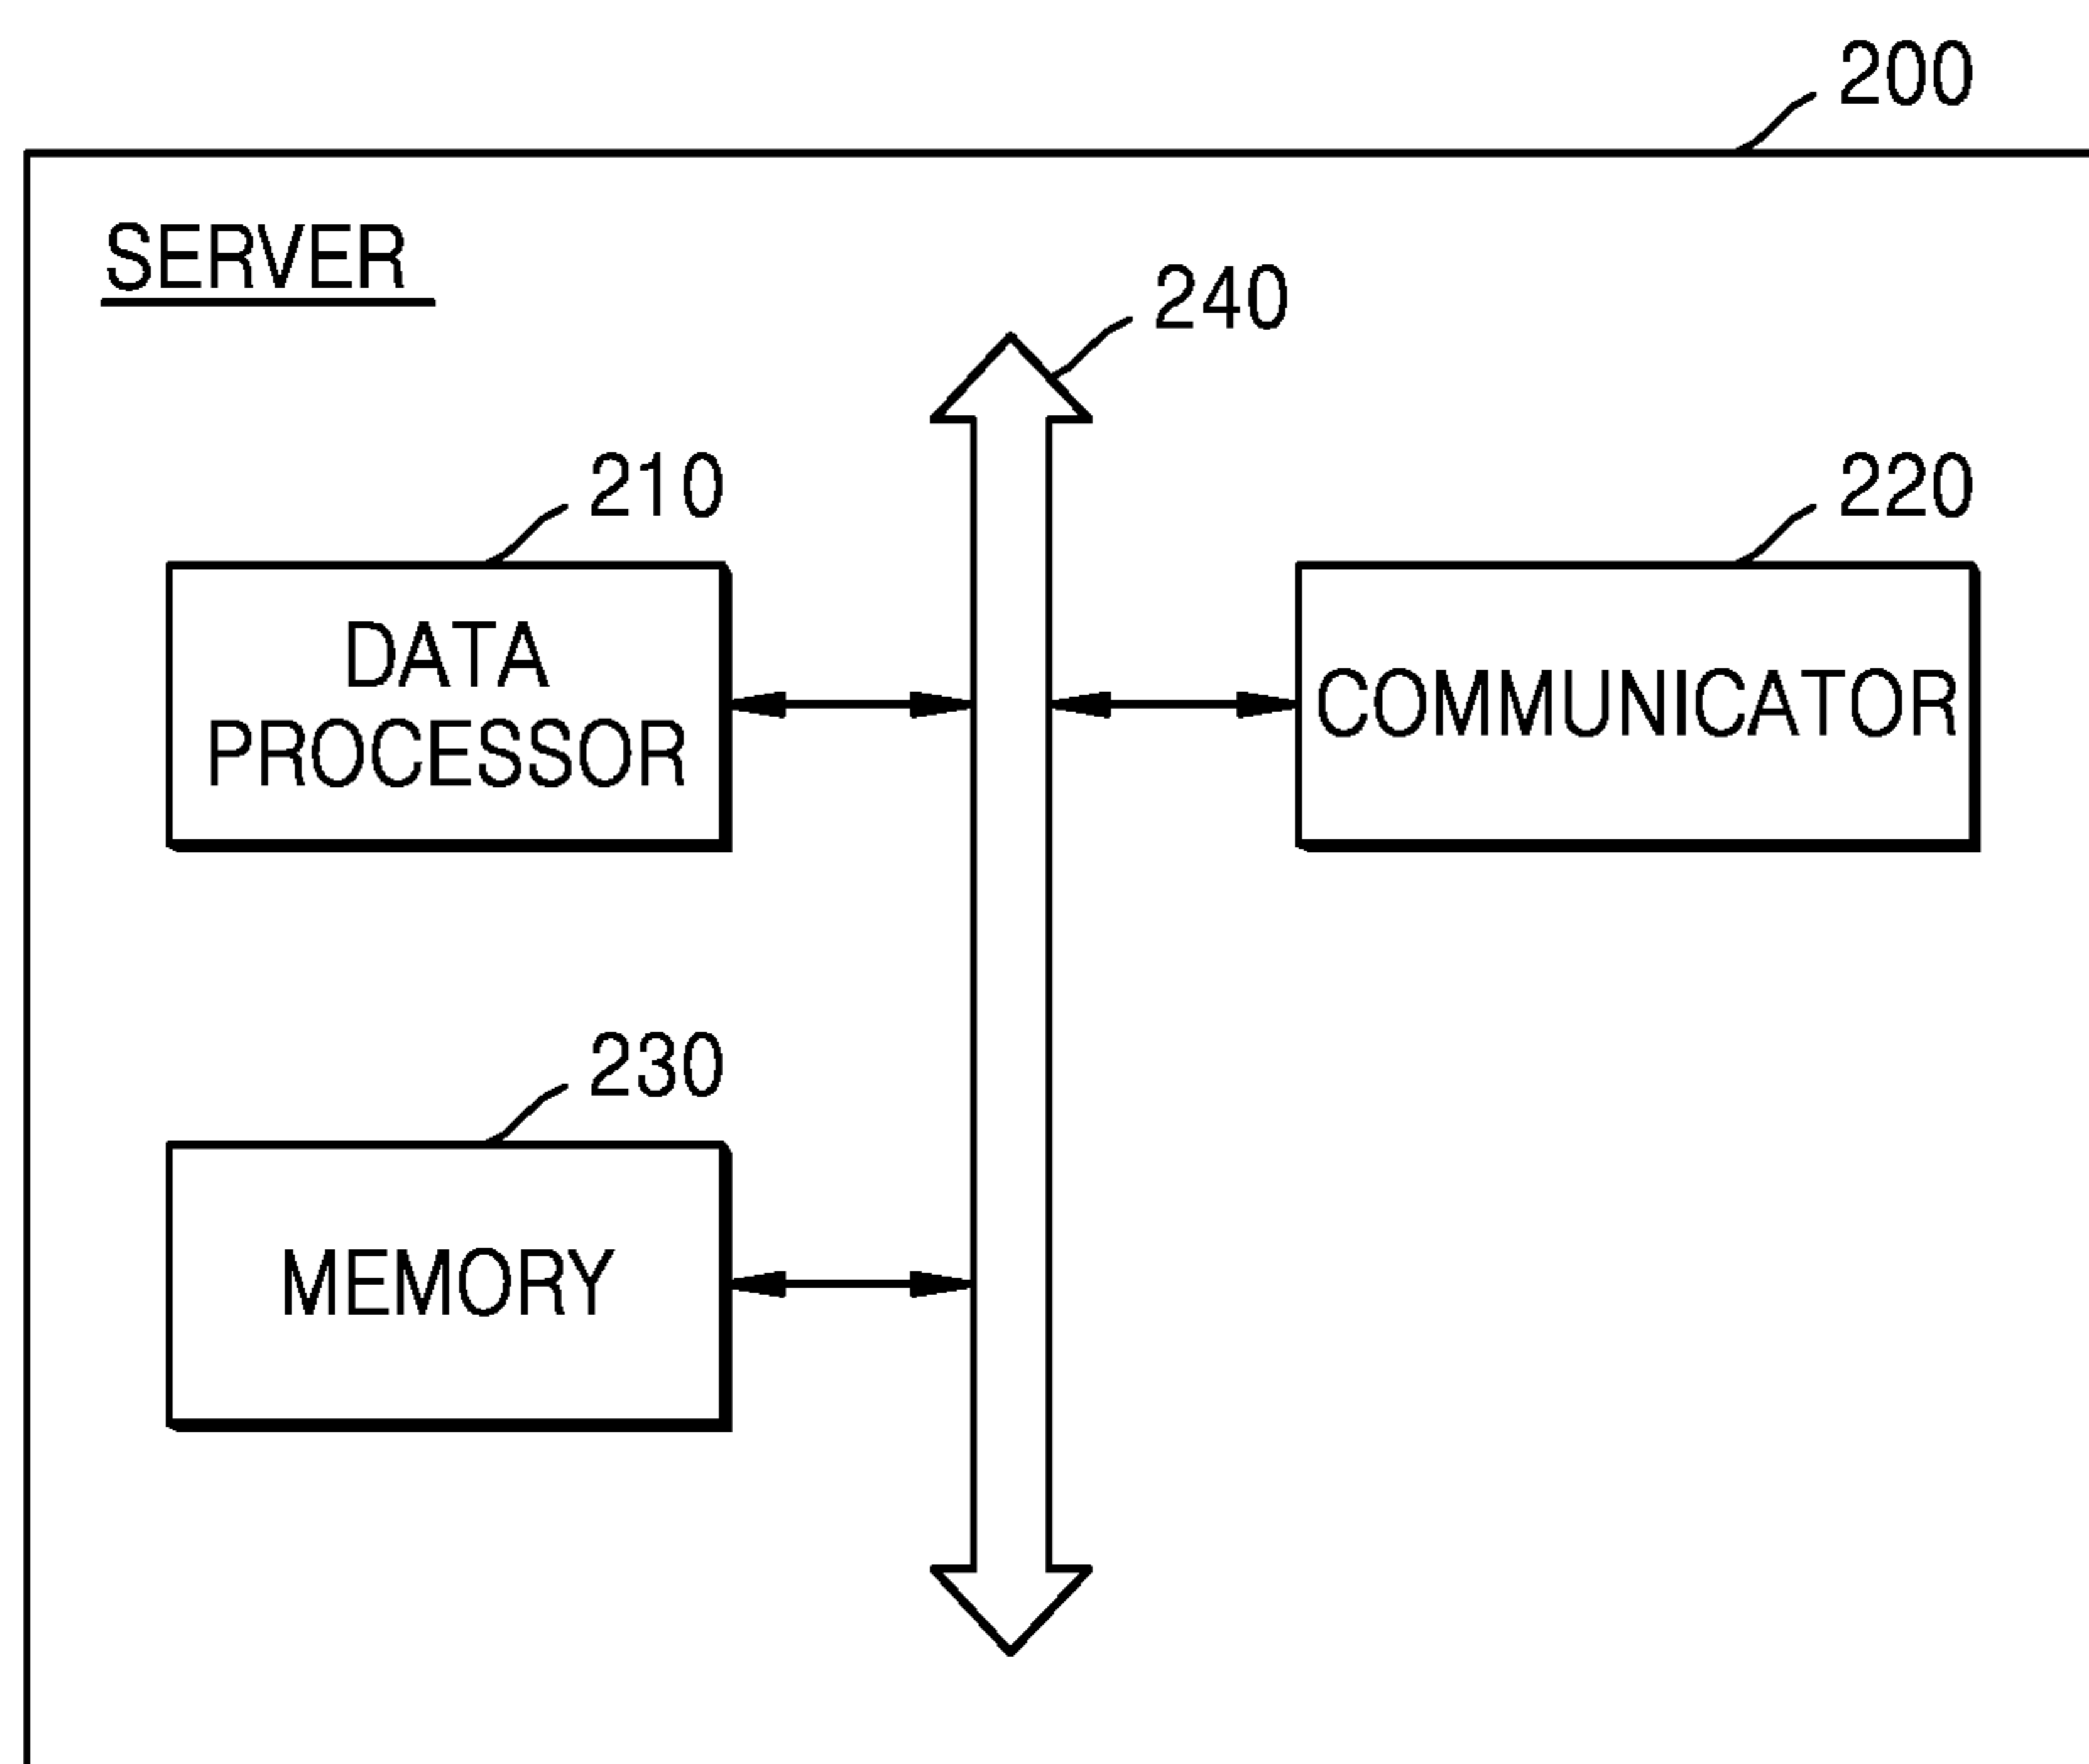 200
SERVER
240
210
220
DATA
PROCESSOR
COMMUNICATOR
230
MEMORY